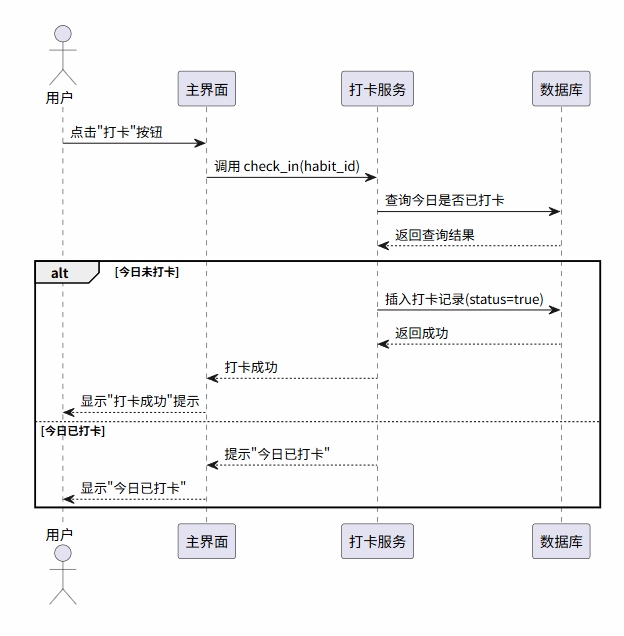 用户
主界面
打卡服务
数据库
点击"打卡"按钮
调用 check_in(habit_id)
查询今日是否已打卡
返回查询结果
alt
[今日未打卡]
插入打卡记录(status=true)
返回成功
打卡成功
显示"打卡成功"提示
[今日已打卡]
提示"今日已打卡"
显示"今日已打卡"
用户
主界面
打卡服务
数据库